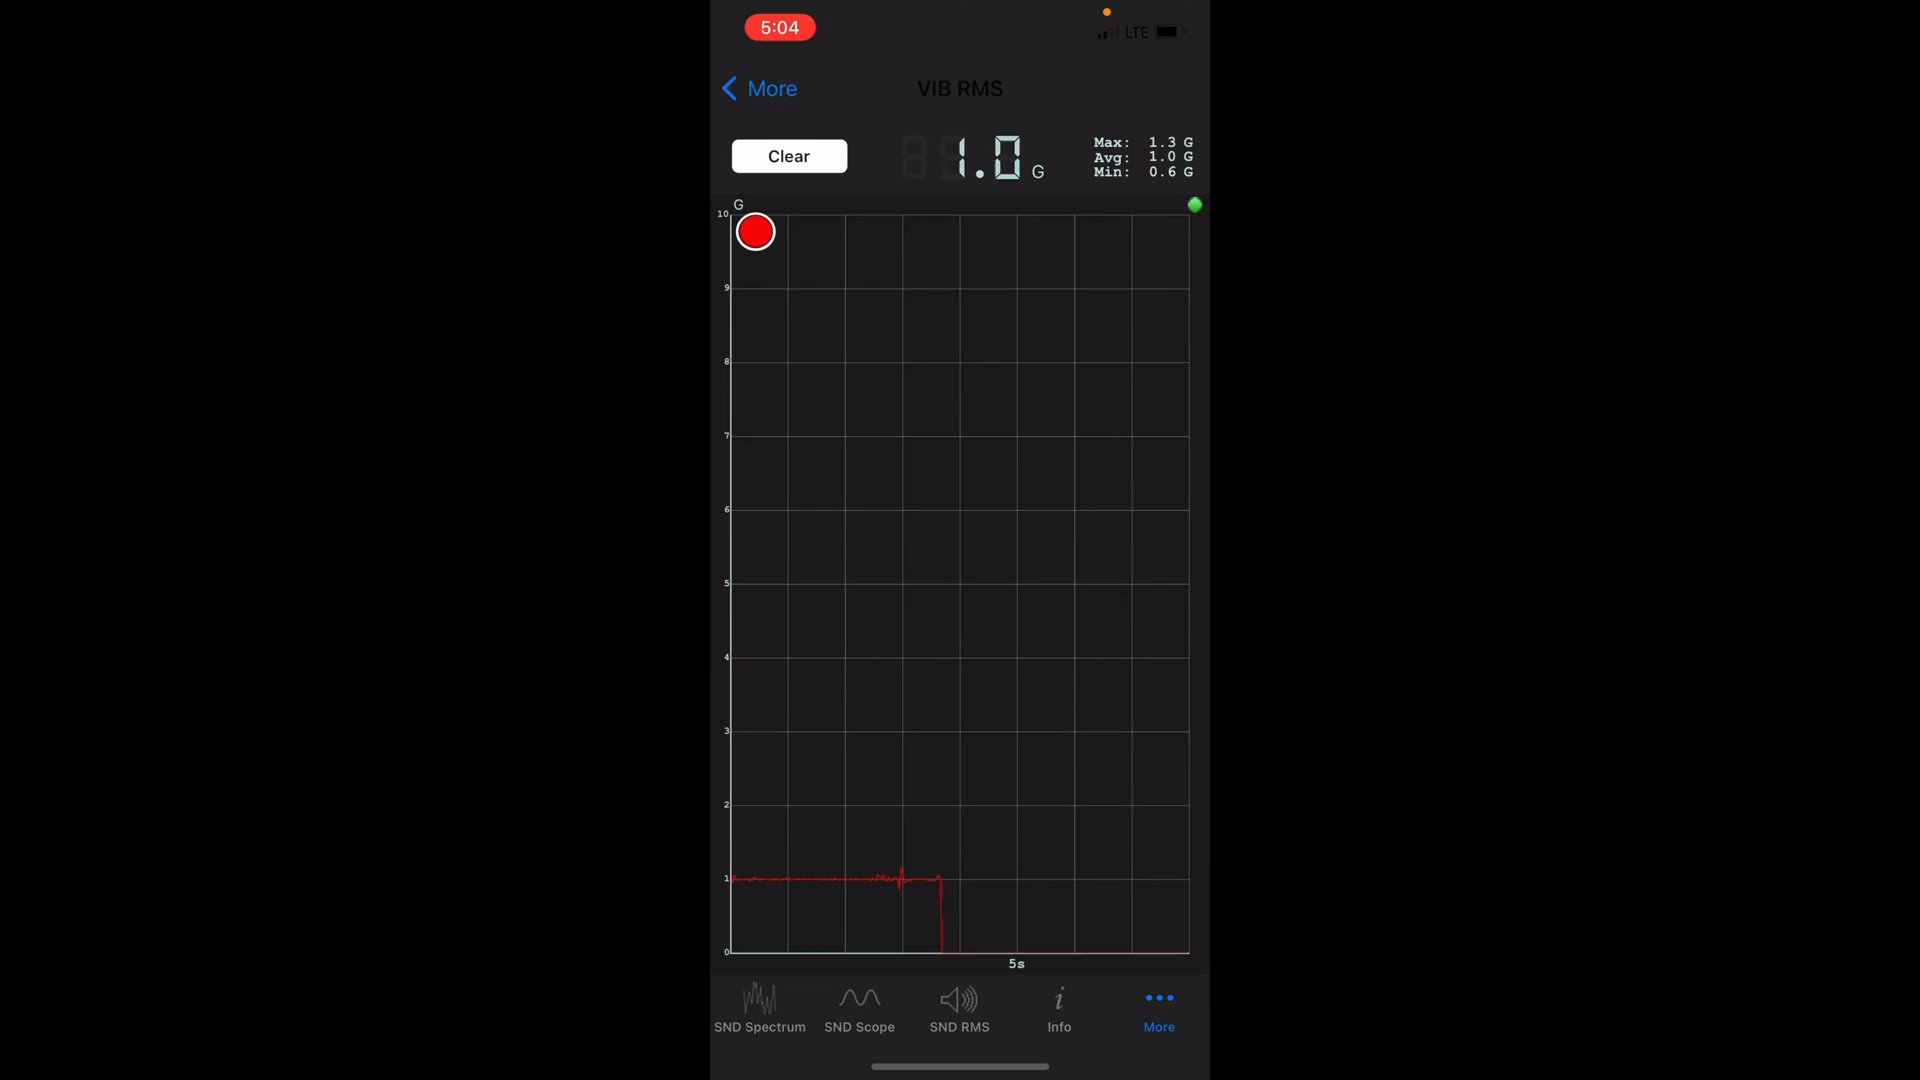 5:04
LTE
More
VIB RMS
Clear
1.0 G
Max: 1.3 G
Avg: 1.0 G
Min: 0.6 G
G
10
9
8
7
6
5
4
3
2
1
0
5s
SND Spectrum
SND Scope
SND RMS
Info
More